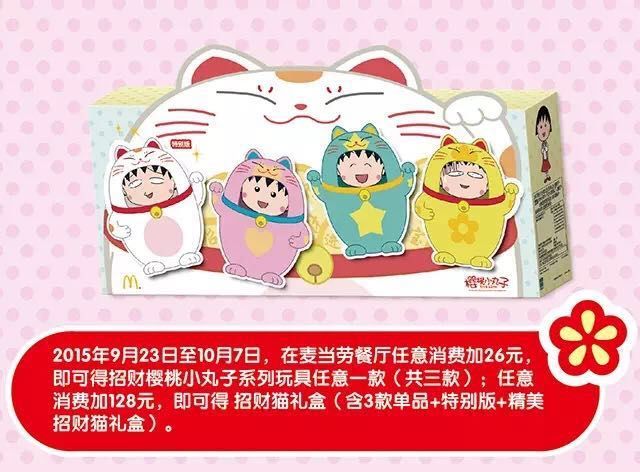 特别版
M.
樱桃小丸子
2015年9月23日至10月7日，在麦当劳餐厅任意消费加26元，
即可得招财樱桃小丸子系列玩具任意一款（共三款）；任意
消费加128元，即可得 招财猫礼盒（含3款单品+特别版+精美
招财猫礼盒）。